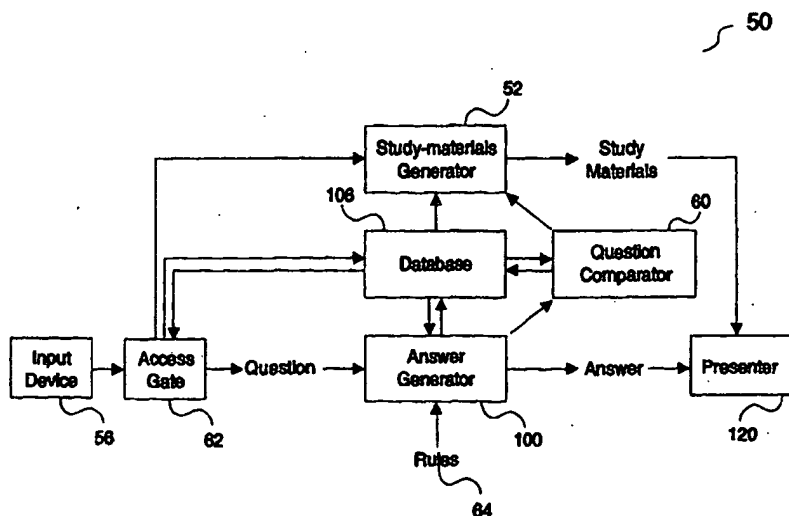 50
52
Study-materials
Generator
Study
Materials
106
60
Database
Question
Comparator
Input
Device
Access
Gate
Question
Answer
Generator
Answer
Presenter
56
62
100
120
Rules
64